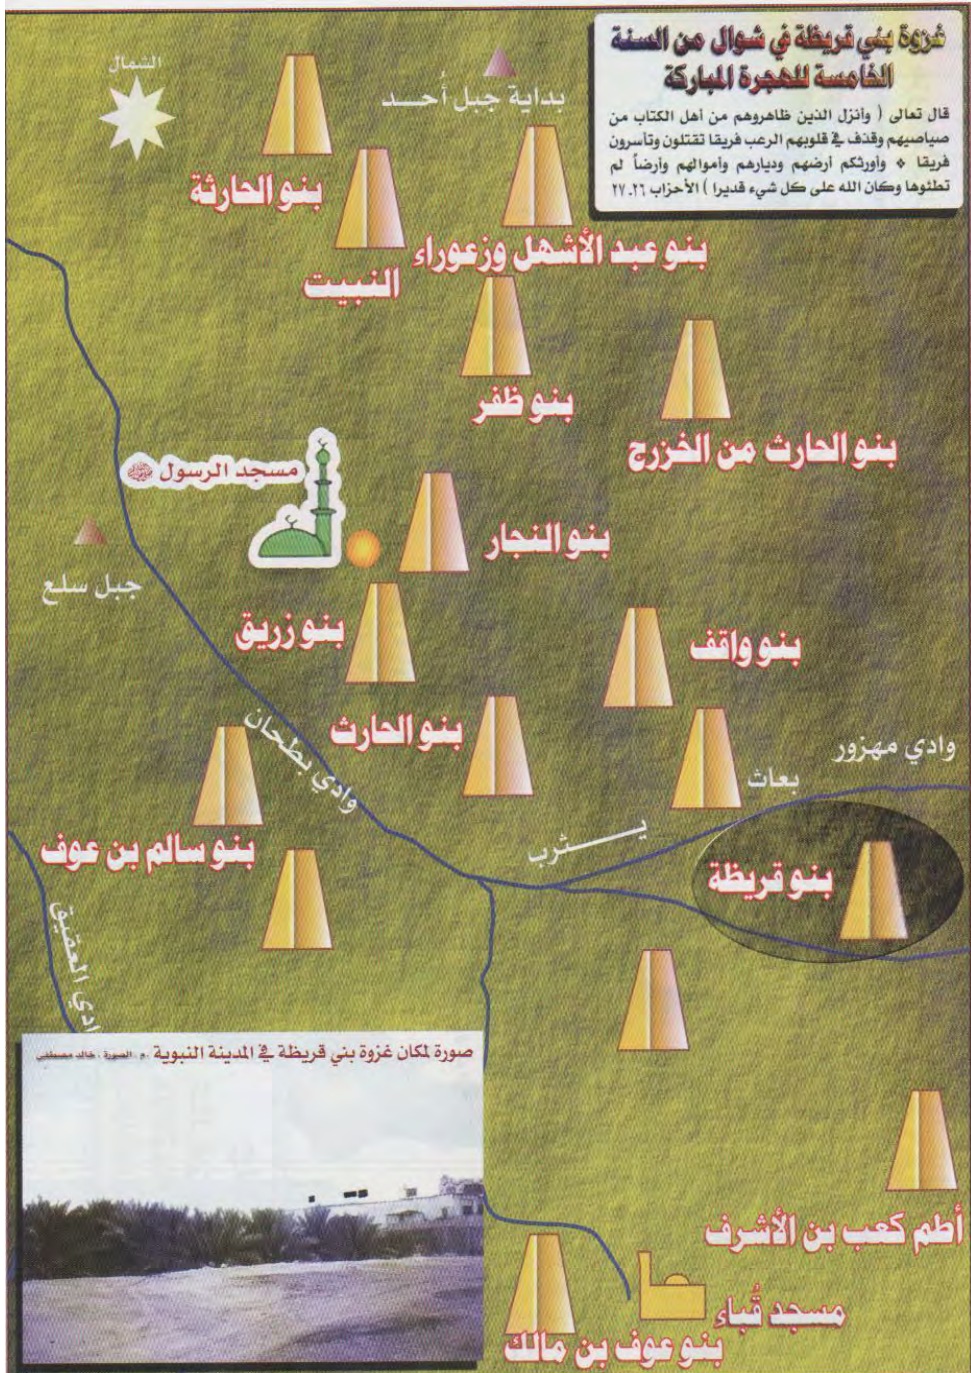 غزوة بني قريظة في شوال من السنة
الخامسة للهجرة المباركة
قال تعالى ( وأنزل الذين ظاهروهم من أهل الكتاب من
صياصيهم وقذف في قلوبهم الرعب فريقا تقتلون وتأسرون
فريقا * وأورثكم أرضهم وديارهم وأموالهم وأرضاً لم
تطئوها وكان الله على كل شيء قديرا ) الأحزاب ٢٦ـ٢٧
الشمال
بداية جبل أحد
بنو الحارثة
بنو عبد الأشهل وزعوراء
النبيت
بنو ظفر
بنو الحارث من الخزرج
مسجد الرسول ﷺ
بنو النجار
جبل سلع
بنو زريق
بنو واقف
بنو الحارث
وادي بطحان
وادي مهزور
بعاث
يثرب
بنو سالم بن عوف
بنو قريظة
وادي العقيق
صورة لمكان غزوة بني قريظة في المدينة النبوية . م . الصورة . خالد مصطفى
أطم كعب بن الأشرف
مسجد قُباء
بنو عوف بن مالك